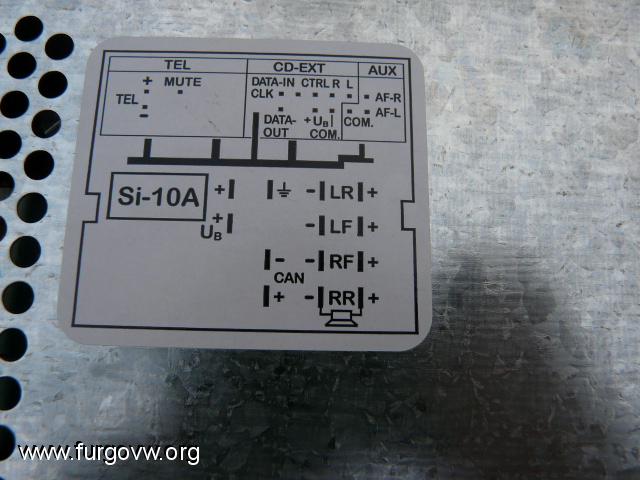 TEL CD-EXT AUX
+ MUTE DATA-IN CTRL R L
TEL CLK AF-R
- AF-L
DATA- + UB COM.
OUT COM.
Si-10A + - LR +
+ - LF +
UB
- - RF +
CAN
+ - RR +
www.furgovw.org